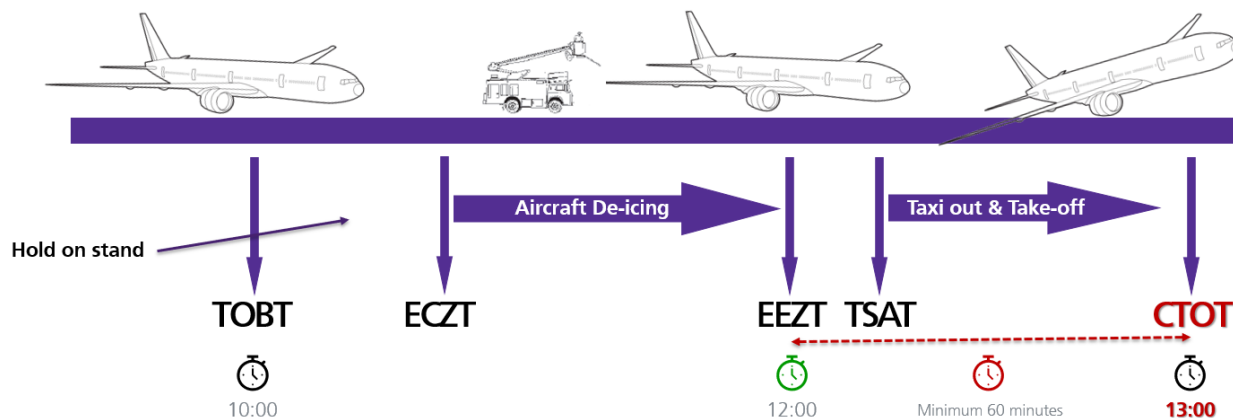 Aircraft De-icing
Taxi out & Take-off
Hold on stand
TOBT
ECZT
EEZT
TSAT
CTOT
10:00
12:00
Minimum 60 minutes
13:00